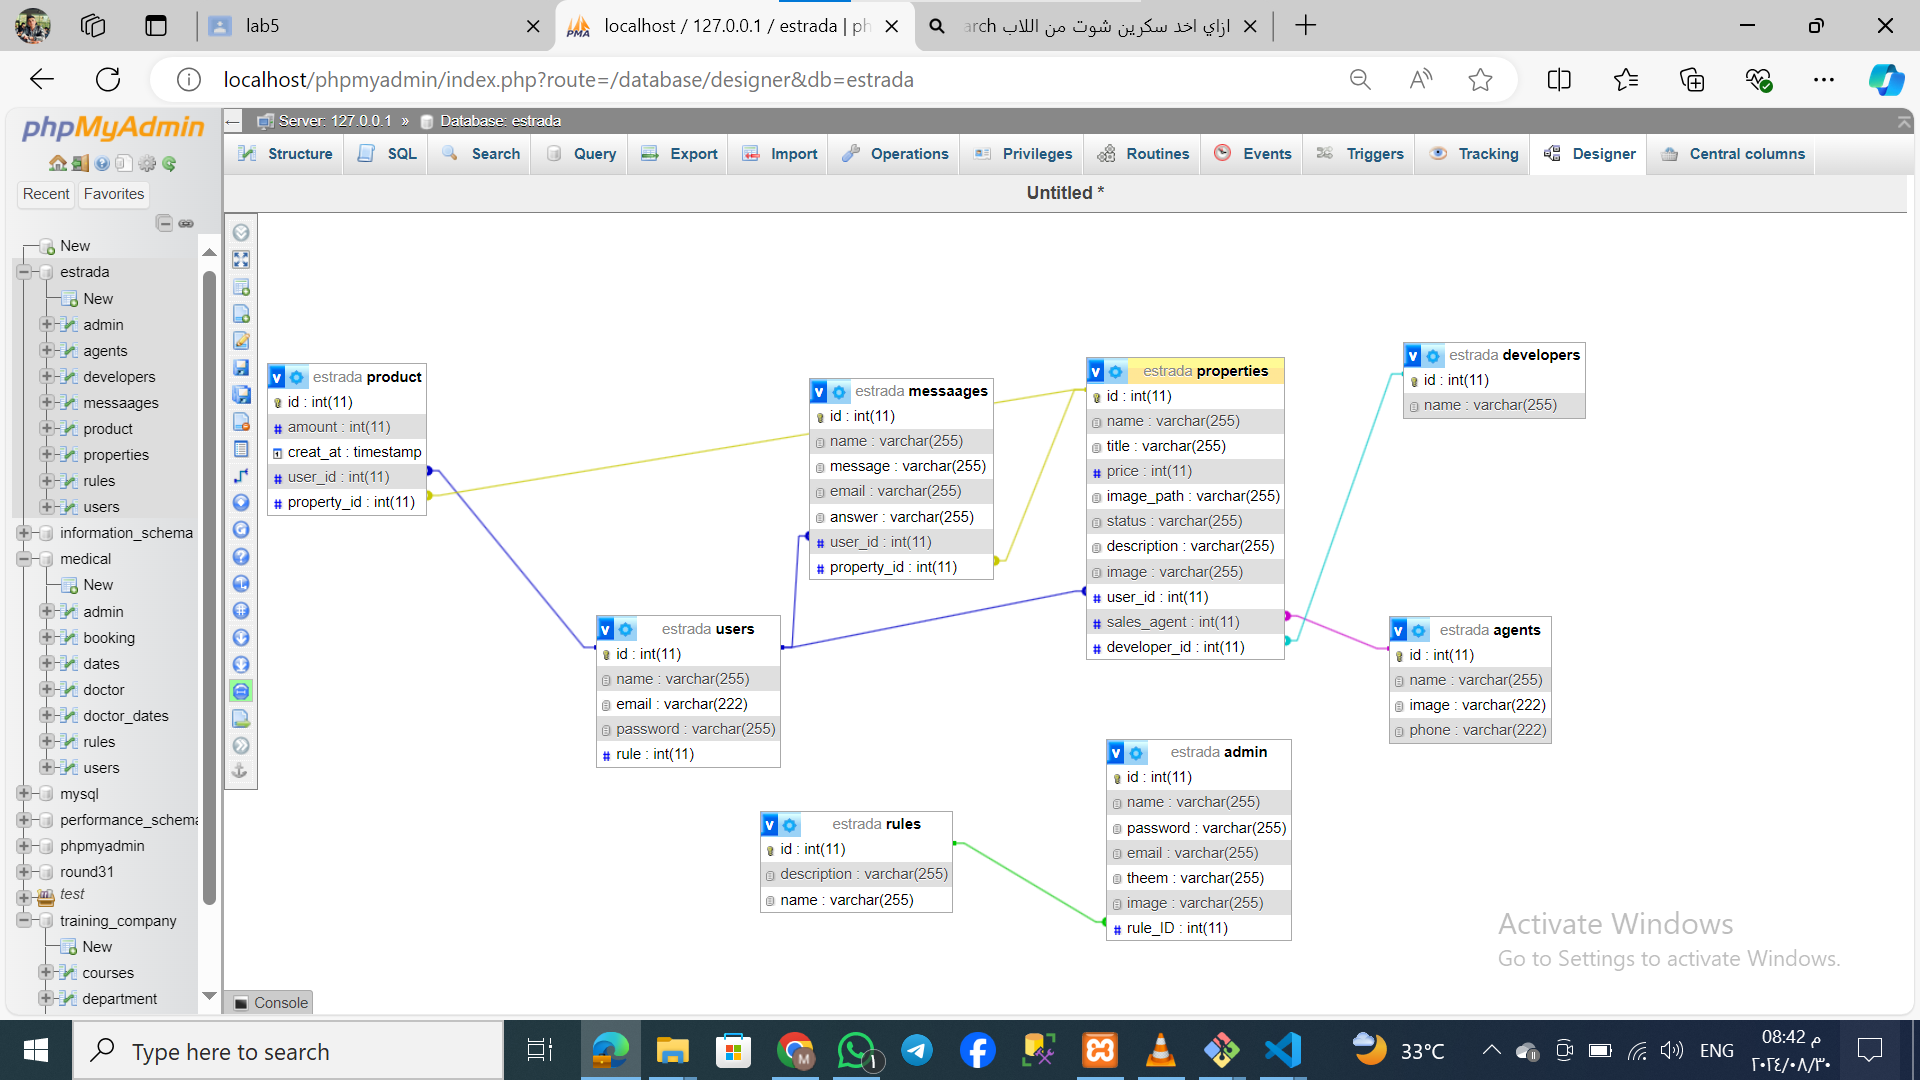 lab5
localhost / 127.0.0.1 / estrada | ph
ازاي اخد سكرين شوت من اللاب arch
localhost/phpmyadmin/index.php?route=/database/designer&db=estrada
phpMyAdmin
Recent
Favorites
New
estrada
New
admin
agents
developers
messaages
product
properties
rules
users
information_schema
medical
New
admin
booking
dates
doctor
doctor_dates
rules
users
mysql
performance_schema
phpmyadmin
round31
test
training_company
New
courses
department
Server: 127.0.0.1 » Database: estrada
Structure
SQL
Search
Query
Export
Import
Operations
Privileges
Routines
Events
Triggers
Tracking
Designer
Central columns
Untitled *
v estrada product
id : int(11)
# amount : int(11)
creat_at : timestamp
# user_id : int(11)
# property_id : int(11)
v estrada messaages
id : int(11)
name : varchar(255)
message : varchar(255)
email : varchar(255)
answer : varchar(255)
# user_id : int(11)
# property_id : int(11)
v estrada properties
id : int(11)
name : varchar(255)
title : varchar(255)
# price : int(11)
image_path : varchar(255)
status : varchar(255)
description : varchar(255)
image : varchar(255)
# user_id : int(11)
# sales_agent : int(11)
# developer_id : int(11)
v estrada developers
id : int(11)
name : varchar(255)
v estrada users
id : int(11)
name : varchar(255)
email : varchar(222)
password : varchar(255)
# rule : int(11)
v estrada agents
id : int(11)
name : varchar(255)
image : varchar(222)
phone : varchar(222)
v estrada admin
id : int(11)
name : varchar(255)
password : varchar(255)
email : varchar(255)
theem : varchar(255)
image : varchar(255)
# rule_ID : int(11)
v estrada rules
id : int(11)
description : varchar(255)
name : varchar(255)
Activate Windows
Go to Settings to activate Windows.
Console
Type here to search
33°C
ENG
08:42 م
٢٠٢٤/٠٨/٣٠